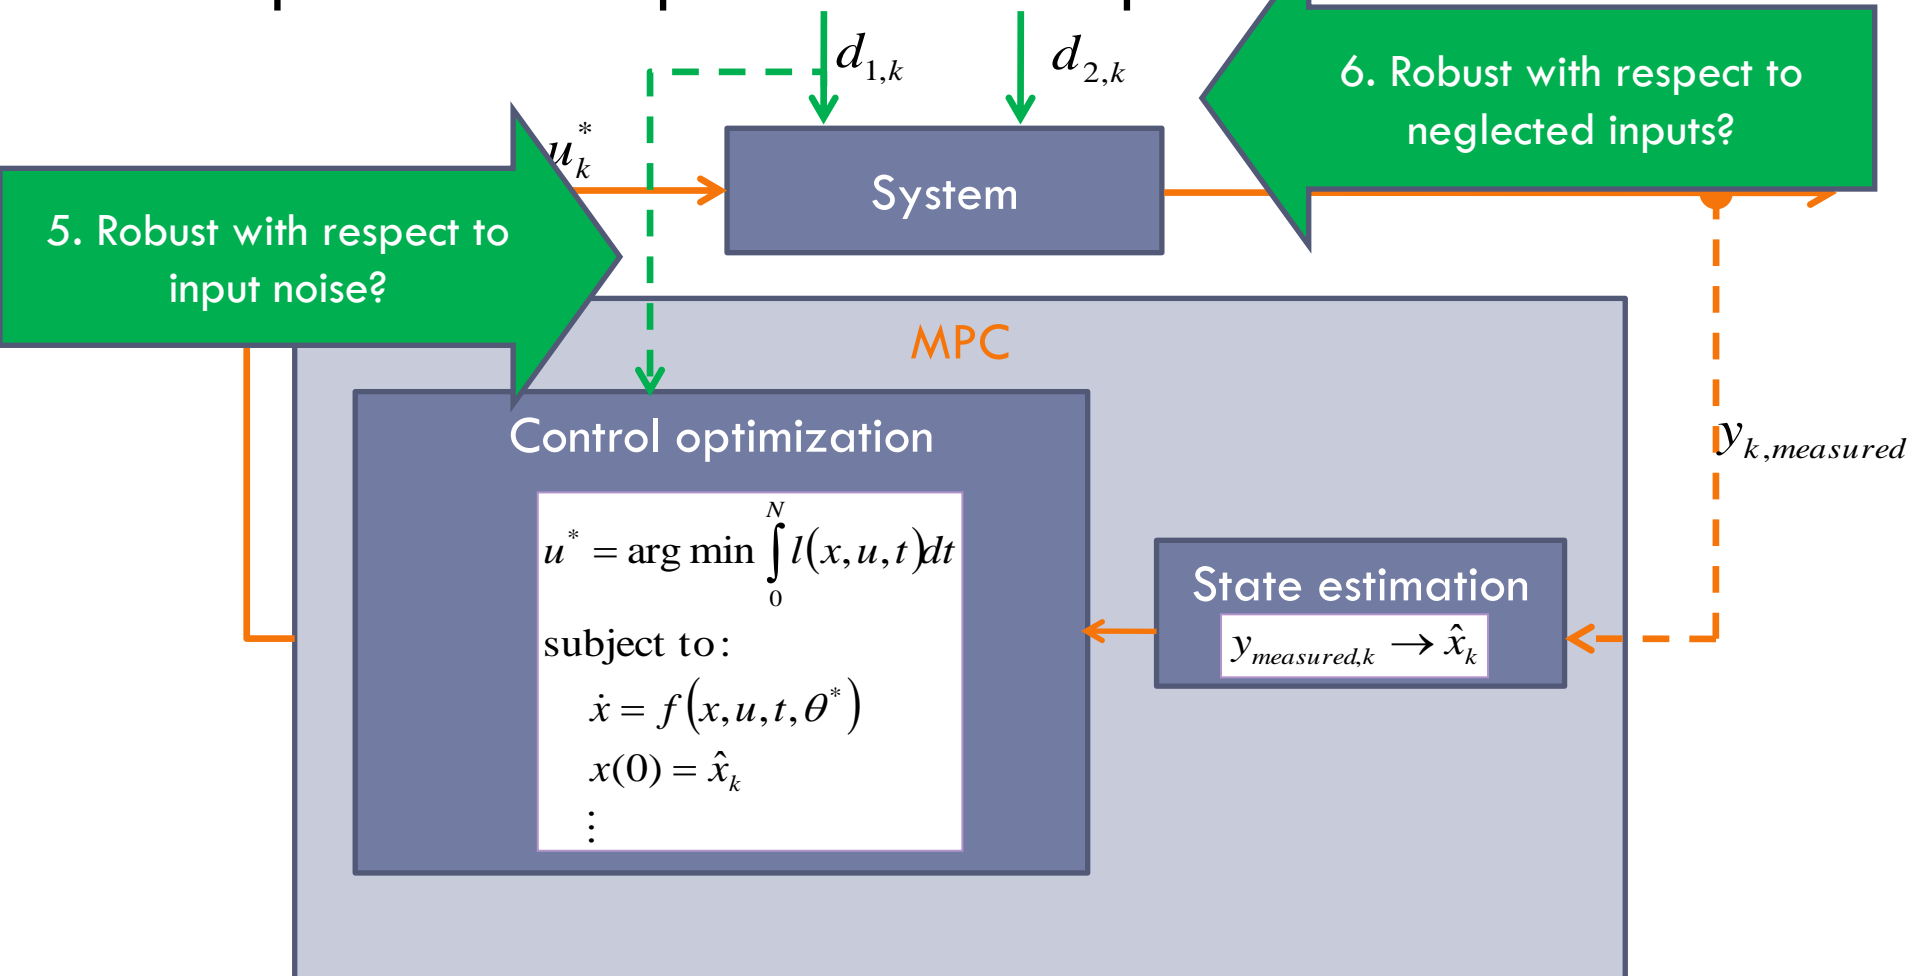 d₁,ₖ
d₂,ₖ
6. Robust with respect to
neglected inputs?
u*ₖ
System
5. Robust with respect to
input noise?
MPC
Control optimization
yₖ,measured
u* = arg min ∫₀ᴺ l(x, u, t)dt
subject to:
ẋ = f(x, u, t, θ*)
x(0) = x̂ₖ
⋮
State estimation
y_measured,k → x̂ₖ